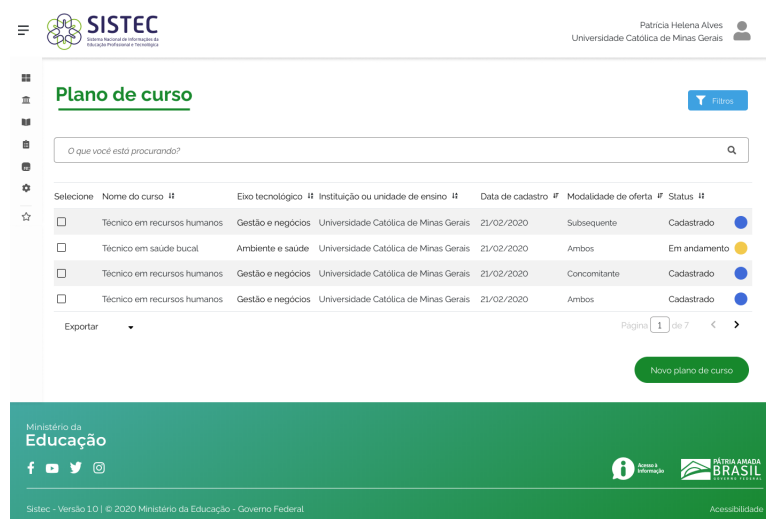 SISTEC
Sistema Nacional de Informações da
Educação Profissional e Tecnológica
Patrícia Helena Alves
Universidade Católica de Minas Gerais
Plano de curso
Filtros
O que você está procurando?
Selecione Nome do curso Eixo tecnológico Instituição ou unidade de ensino Data de cadastro Modalidade de oferta Status
Técnico em recursos humanos Gestão e negócios Universidade Católica de Minas Gerais 21/02/2020 Subsequente Cadastrado
Técnico em saúde bucal Ambiente e saúde Universidade Católica de Minas Gerais 21/02/2020 Ambos Em andamento
Técnico em recursos humanos Gestão e negócios Universidade Católica de Minas Gerais 21/02/2020 Concomitante Cadastrado
Técnico em recursos humanos Gestão e negócios Universidade Católica de Minas Gerais 21/02/2020 Ambos Cadastrado
Exportar Página 1 de 7
Novo plano de curso
Ministério da
Educação
Acesso à
Informação
PÁTRIA AMADA
BRASIL
GOVERNO FEDERAL
Sistec - Versão 1.0 | © 2020 Ministério da Educação - Governo Federal Acessibilidade